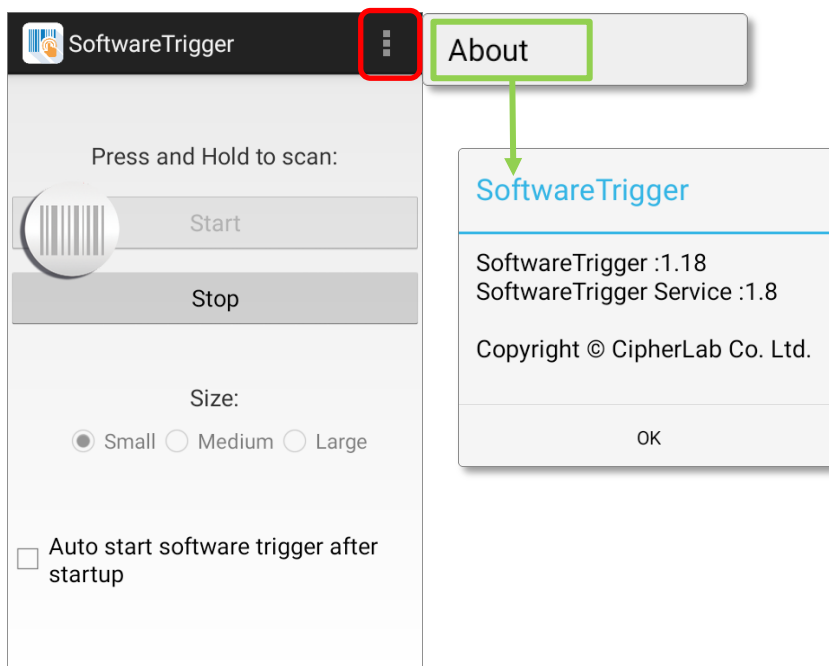 SoftwareTrigger
About
Press and Hold to scan:
Start
Stop
Size:
Small Medium Large
Auto start software trigger after
startup
SoftwareTrigger
SoftwareTrigger :1.18
SoftwareTrigger Service :1.8
Copyright © CipherLab Co. Ltd.
OK